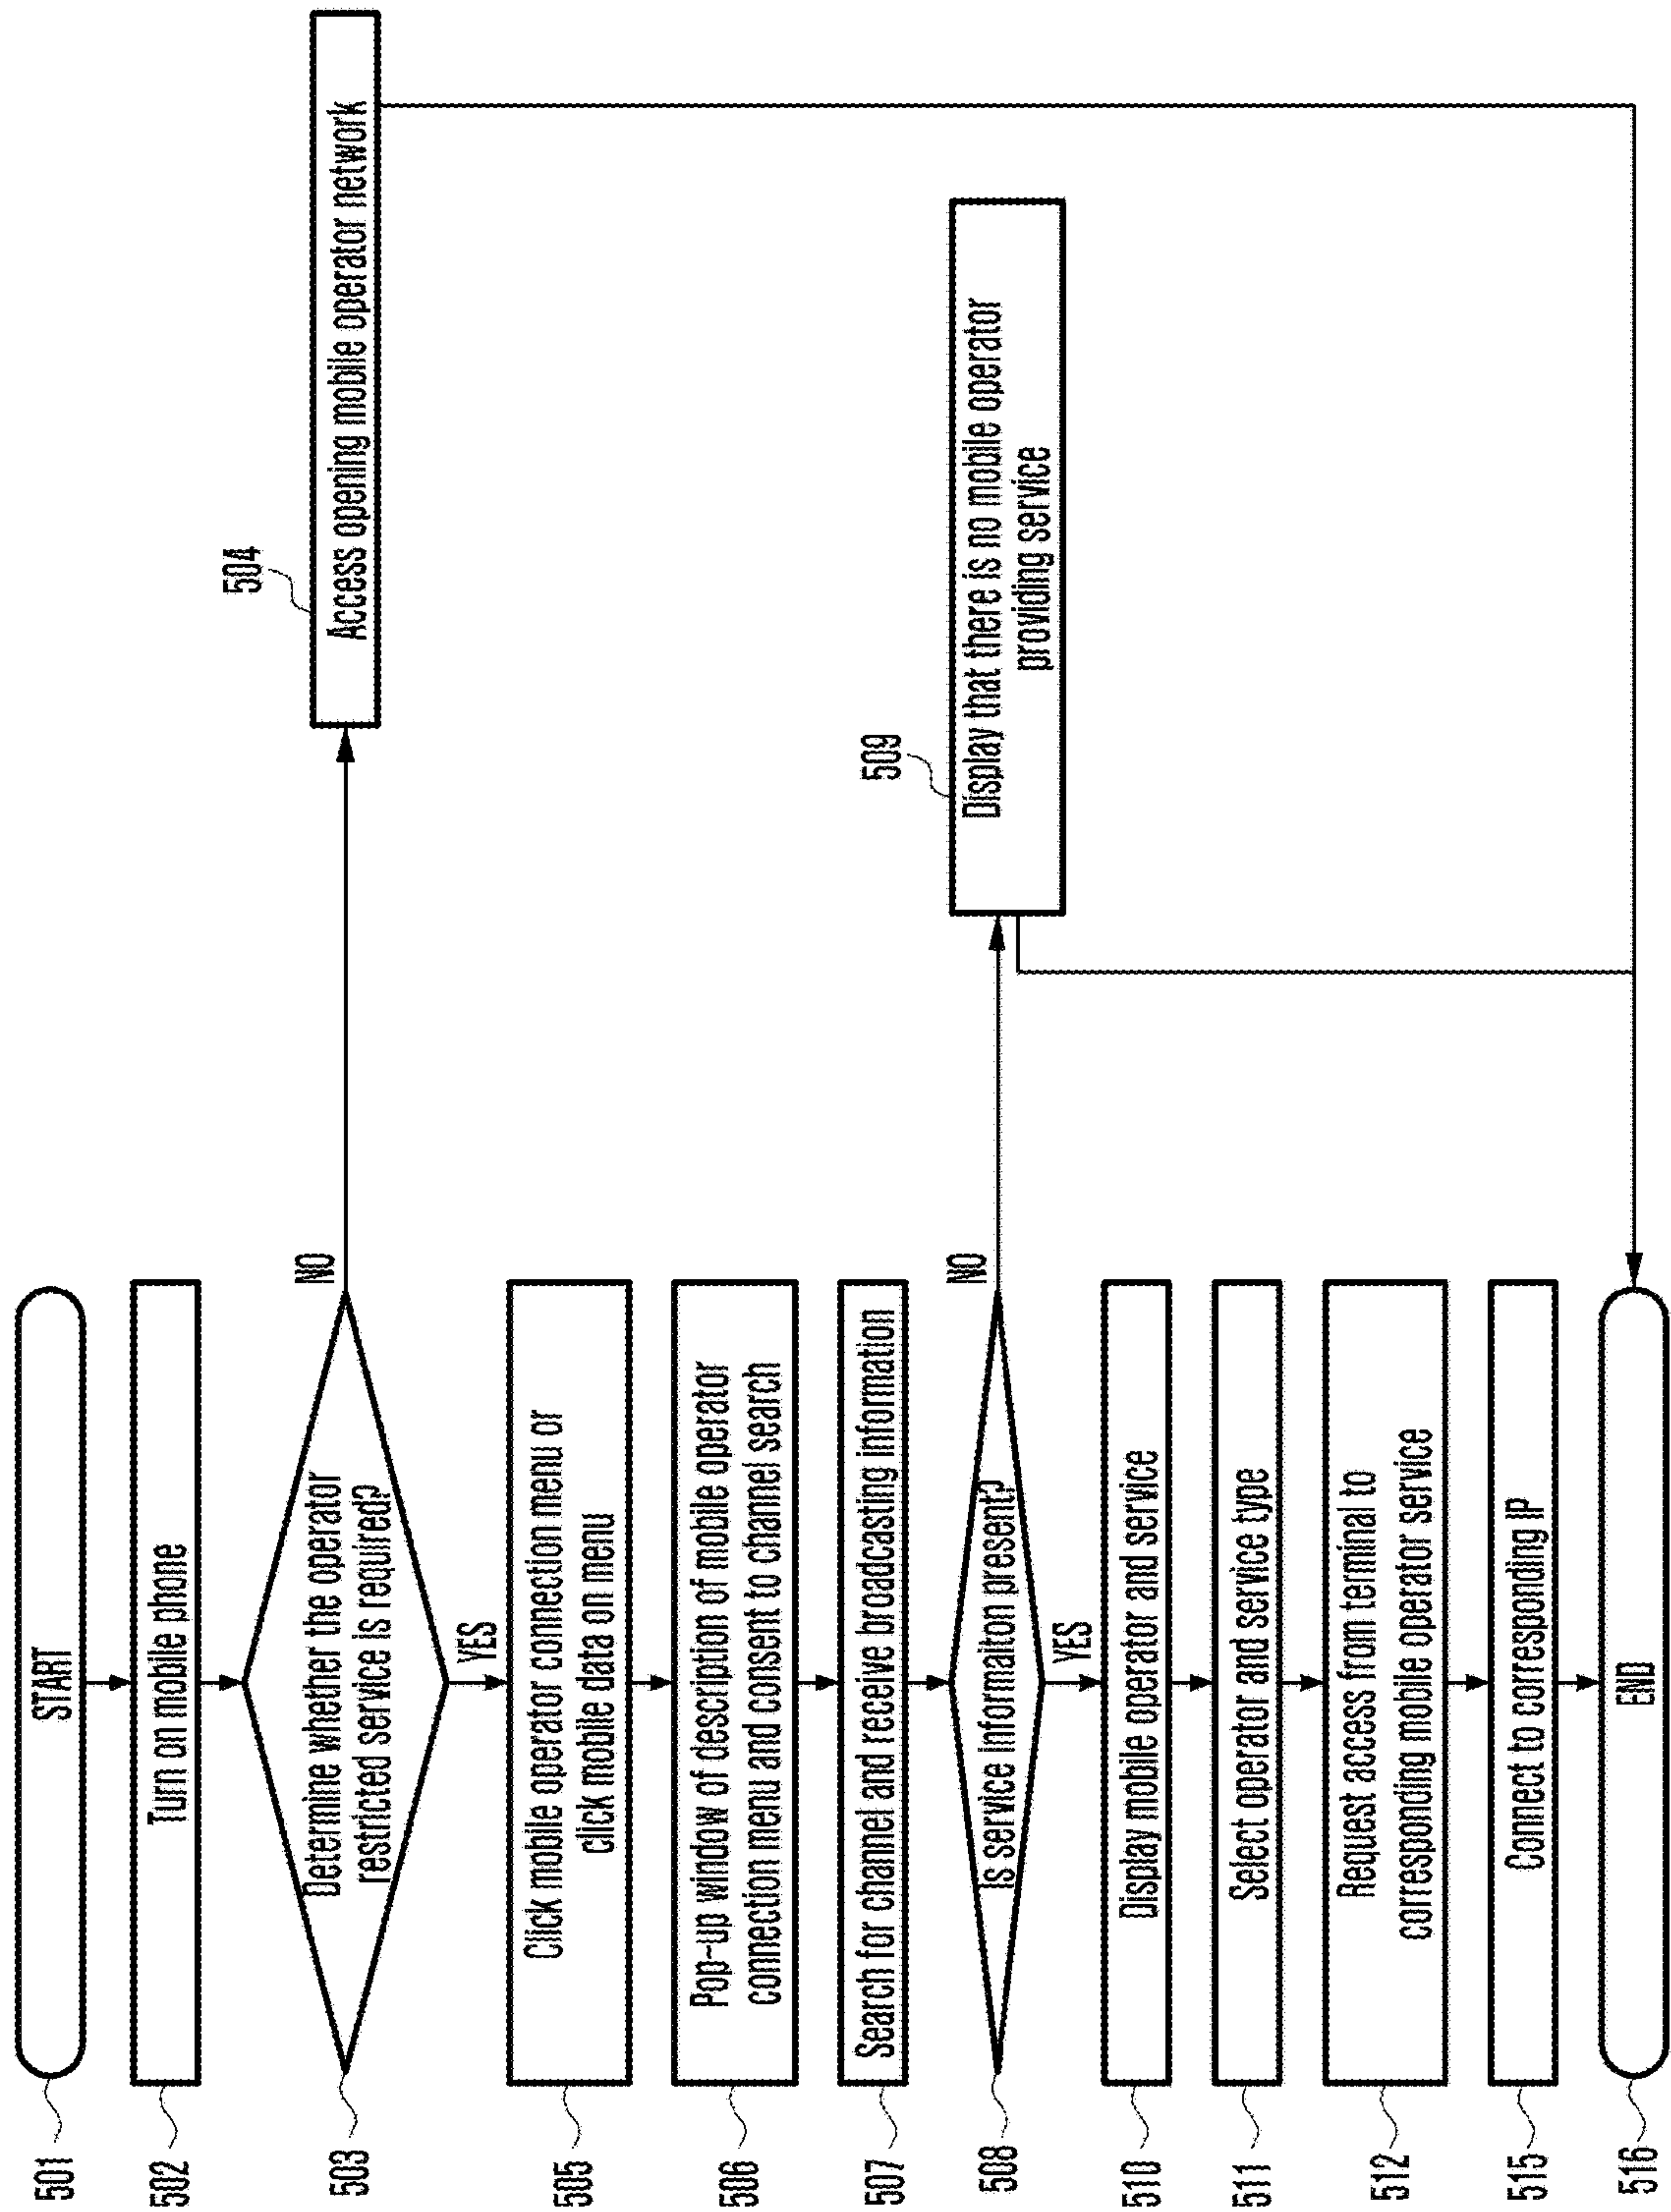 501
START
502
Turn on mobile phone
503
Determine whether the operator
restricted service is required?
NO
YES
504
Access opening mobile operator network
505
Click mobile operator connection menu or
click mobile data on menu
506
Pop-up window of description of mobile operator
connection menu and consent to channel search
507
Search for channel and receive broadcasting information
508
Is service informaiton present?
NO
YES
509
Display that there is no mobile operator
providing service
510
Display mobile operator and service
511
Select operator and service type
512
Request access from terminal to
corresponding mobile operator service
515
Connect to corresponding IP
516
END